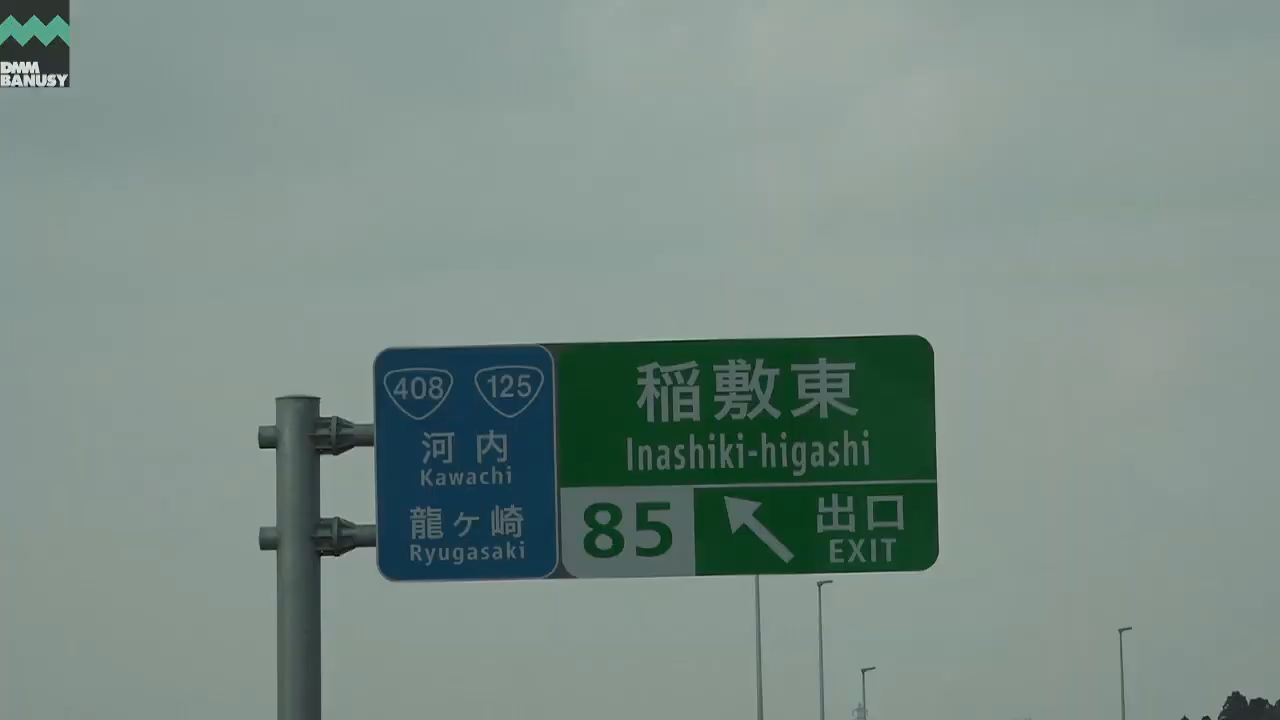 DMM
BANUSY
408 125
河内
Kawachi
龍ヶ崎
Ryugasaki
稲敷東
Inashiki-higashi
85
出口
EXIT